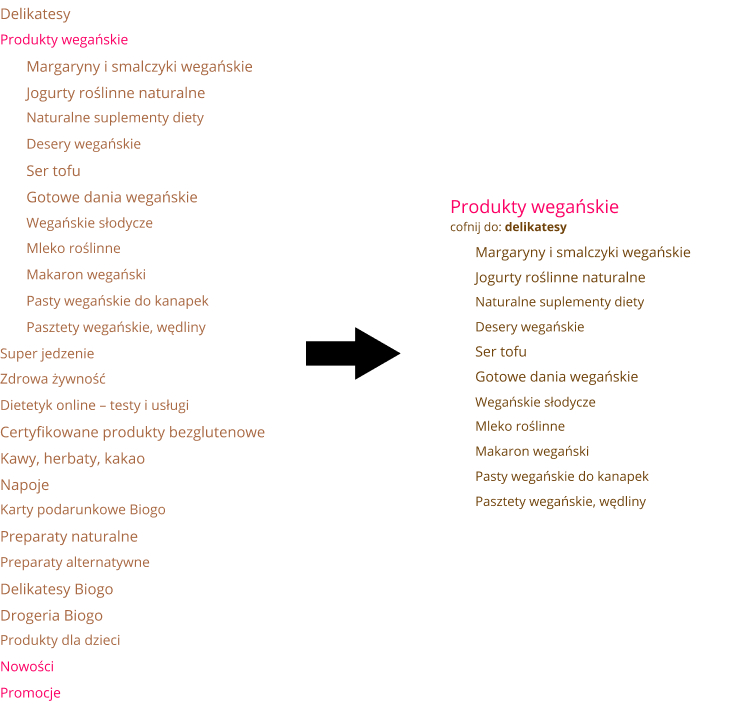 Delikatesy
Produkty wegańskie
Margaryny i smalczyki wegańskie
Jogurty roślinne naturalne
Naturalne suplementy diety
Desery wegańskie
Ser tofu
Gotowe dania wegańskie
Wegańskie słodycze
Mleko roślinne
Makaron wegański
Pasty wegańskie do kanapek
Pasztety wegańskie, wędliny
Super jedzenie
Zdrowa żywność
Dietetyk online – testy i usługi
Certyfikowane produkty bezglutenowe
Kawy, herbaty, kakao
Napoje
Karty podarunkowe Biogo
Preparaty naturalne
Preparaty alternatywne
Delikatesy Biogo
Drogeria Biogo
Produkty dla dzieci
Nowości
Promocje
Produkty wegańskie
cofnij do: delikatesy
Margaryny i smalczyki wegańskie
Jogurty roślinne naturalne
Naturalne suplementy diety
Desery wegańskie
Ser tofu
Gotowe dania wegańskie
Wegańskie słodycze
Mleko roślinne
Makaron wegański
Pasty wegańskie do kanapek
Pasztety wegańskie, wędliny